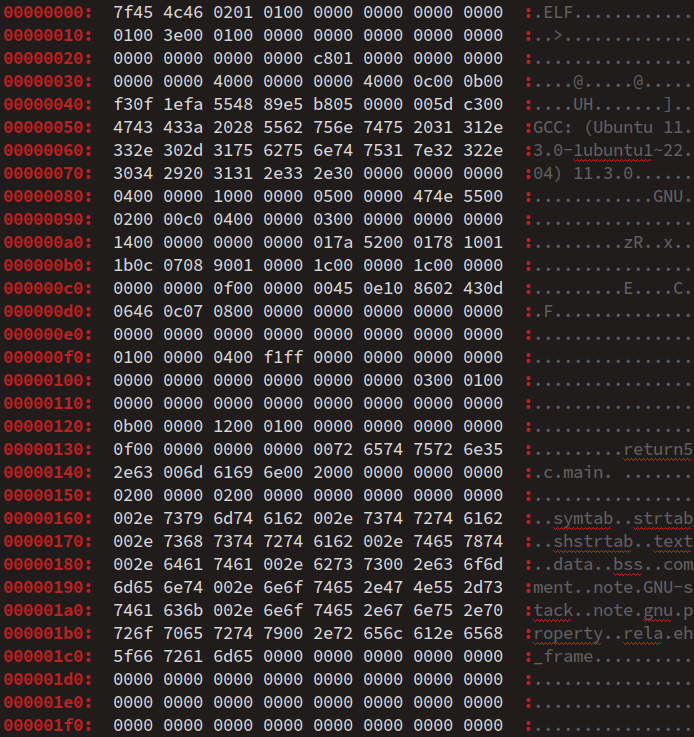 00000000: 7f45 4c46 0201 0100 0000 0000 0000 0000 :.ELF............
00000010: 0100 3e00 0100 0000 0000 0000 0000 0000 :..>.............
00000020: 0000 0000 0000 0000 c801 0000 0000 0000 :................
00000030: 0000 0000 4000 0000 0000 4000 0c00 0b00 :....@.....@.....
00000040: f30f 1efa 5548 89e5 b805 0000 005d c300 :....UH.......]..
00000050: 4743 433a 2028 5562 756e 7475 2031 312e GCC: (Ubuntu 11.
00000060: 332e 302d 3175 6275 6e74 7531 7e32 322e 3.0-1ubuntu1~22.
00000070: 3034 2920 3131 2e33 2e30 0000 0000 0000 04) 11.3.0......
00000080: 0400 0000 1000 0000 0500 0000 474e 5500 :...........GNU.
00000090: 0200 00c0 0400 0000 0300 0000 0000 0000 :................
000000a0: 1400 0000 0000 0000 017a 5200 0178 1001 :........zR..x..
000000b0: 1b0c 0708 9001 0000 1c00 0000 1c00 0000 :................
000000c0: 0000 0000 0f00 0000 0045 0e10 8602 430d :........E....C.
000000d0: 0646 0c07 0800 0000 0000 0000 0000 0000 :.F..............
000000e0: 0000 0000 0000 0000 0000 0000 0000 0000 :................
000000f0: 0100 0000 0400 f1ff 0000 0000 0000 0000 :................
00000100: 0000 0000 0000 0000 0000 0000 0300 0100 :................
00000110: 0000 0000 0000 0000 0000 0000 0000 0000 :................
00000120: 0b00 0000 1200 0100 0000 0000 0000 0000 :................
00000130: 0f00 0000 0000 0000 0072 6574 7572 6e35 :........return5
00000140: 2e63 006d 6169 6e00 2000 0000 0000 0000 :.c.main. .......
00000150: 0200 0000 0200 0000 0000 0000 0000 0000 :................
00000160: 002e 7379 6d74 6162 002e 7374 7274 6162 :..symtab..strtab
00000170: 002e 7368 7374 7274 6162 002e 7465 7874 :..shstrtab..text
00000180: 002e 6461 7461 002e 6273 7300 2e63 6f6d :..data..bss..com
00000190: 6d65 6e74 002e 6e6f 7465 2e47 4e55 2d73 ment..note.GNU-s
000001a0: 7461 636b 002e 6e6f 7465 2e67 6e75 2e70 tack..note.gnu.p
000001b0: 726f 7065 7274 7900 2e72 656c 612e 6568 roperty..rela.eh
000001c0: 5f66 7261 6d65 0000 0000 0000 0000 0000 :_frame..........
000001d0: 0000 0000 0000 0000 0000 0000 0000 0000 :................
000001e0: 0000 0000 0000 0000 0000 0000 0000 0000 :................
000001f0: 0000 0000 0000 0000 0000 0000 0000 0000 :................